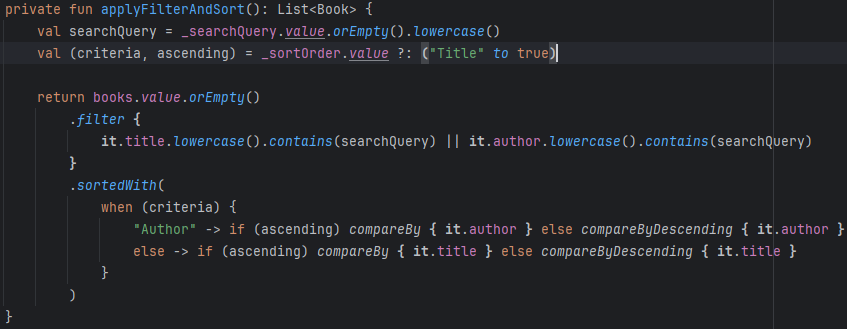 private fun applyFilterAndSort(): List<Book> {
    val searchQuery = _searchQuery.value.orEmpty().lowercase()
    val (criteria, ascending) = _sortOrder.value ?: ("Title" to true)

    return books.value.orEmpty()
        .filter {
            it.title.lowercase().contains(searchQuery) || it.author.lowercase().contains(searchQuery)
        }
        .sortedWith(
            when (criteria) {
                "Author" -> if (ascending) compareBy { it.author } else compareByDescending { it.author }
                else -> if (ascending) compareBy { it.title } else compareByDescending { it.title }
            }
        )
}